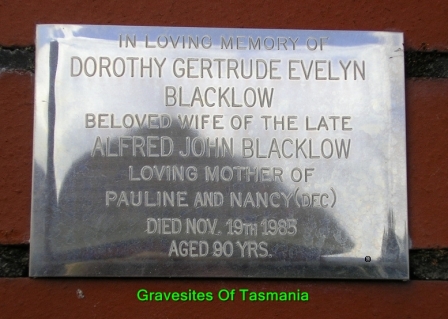 IN LOVING MEMORY OF
DOROTHY GERTRUDE EVELYN
BLACKLOW
BELOVED WIFE OF THE LATE
ALFRED JOHN BLACKLOW
LOVING MOTHER OF
PAULINE AND NANCY (DEC)
DIED NOV. 19TH 1985
AGED 90 YRS.
Gravesites Of Tasmania